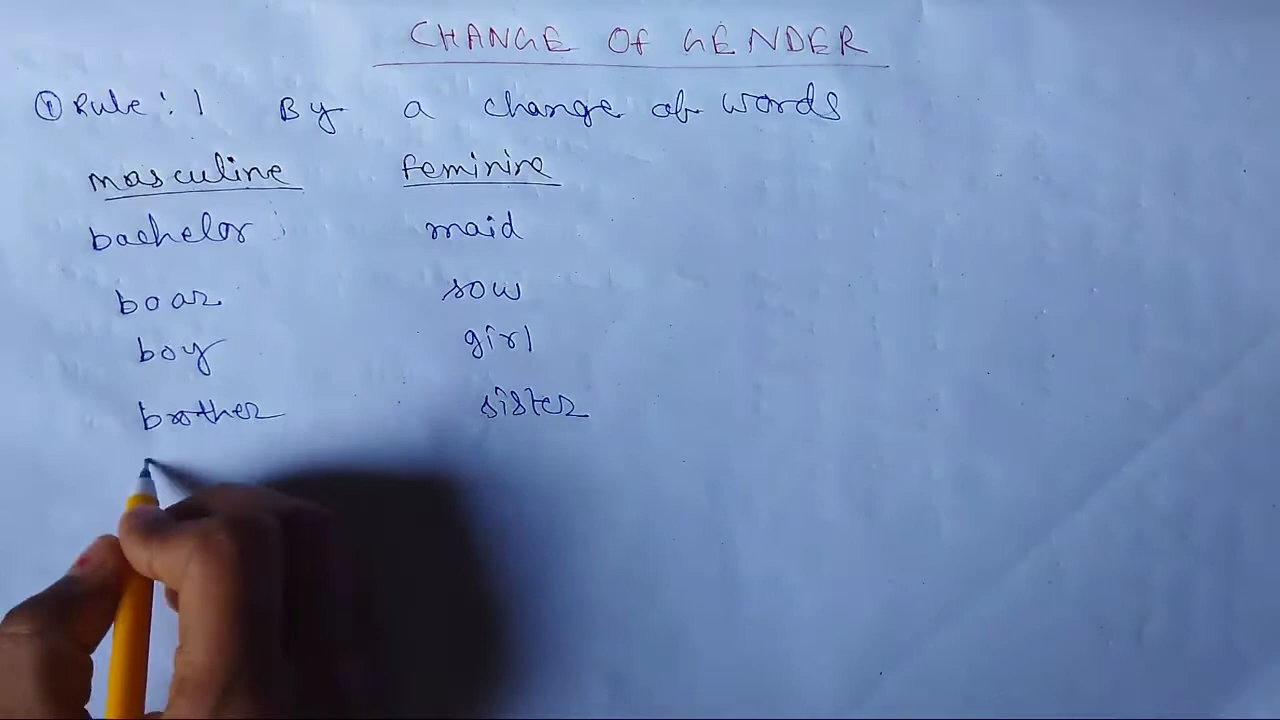 CHANGE Of GENDER
① Rule : 1 By a change of words
masculine feminine
bachelor maid
boar sow
boy girl
brother sister